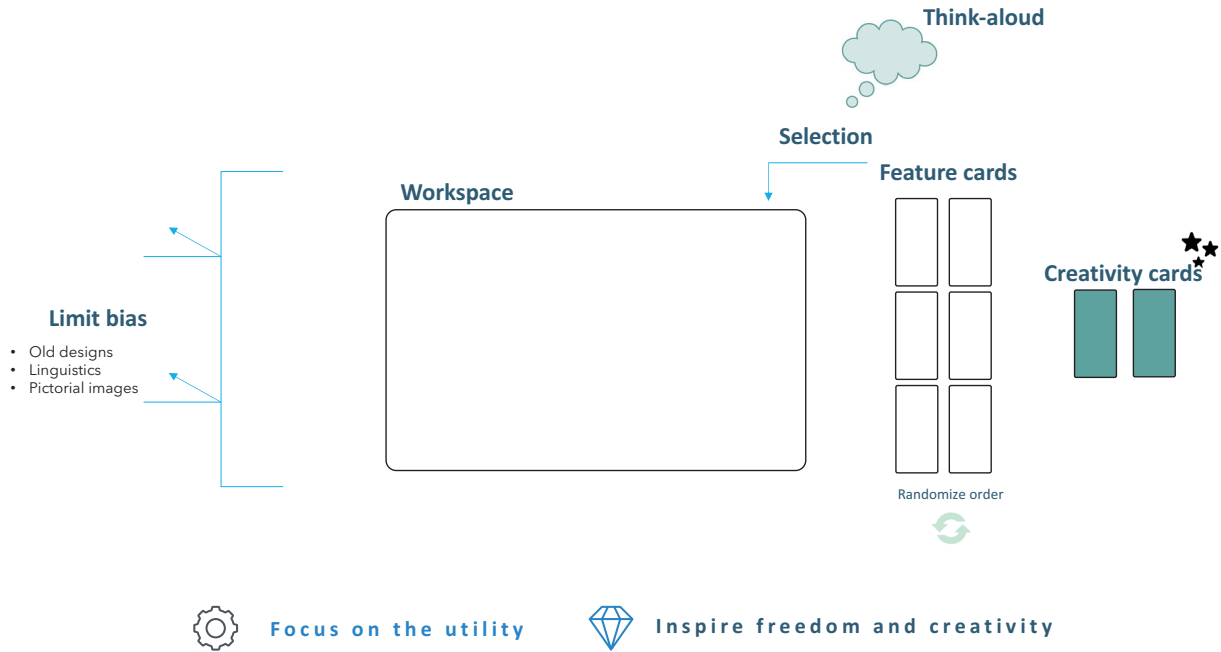 Think-aloud
Selection
Feature cards
Workspace
Creativity cards
Limit bias
• Old designs
• Linguistics
• Pictorial images
Randomize order
Focus on the utility
Inspire freedom and creativity